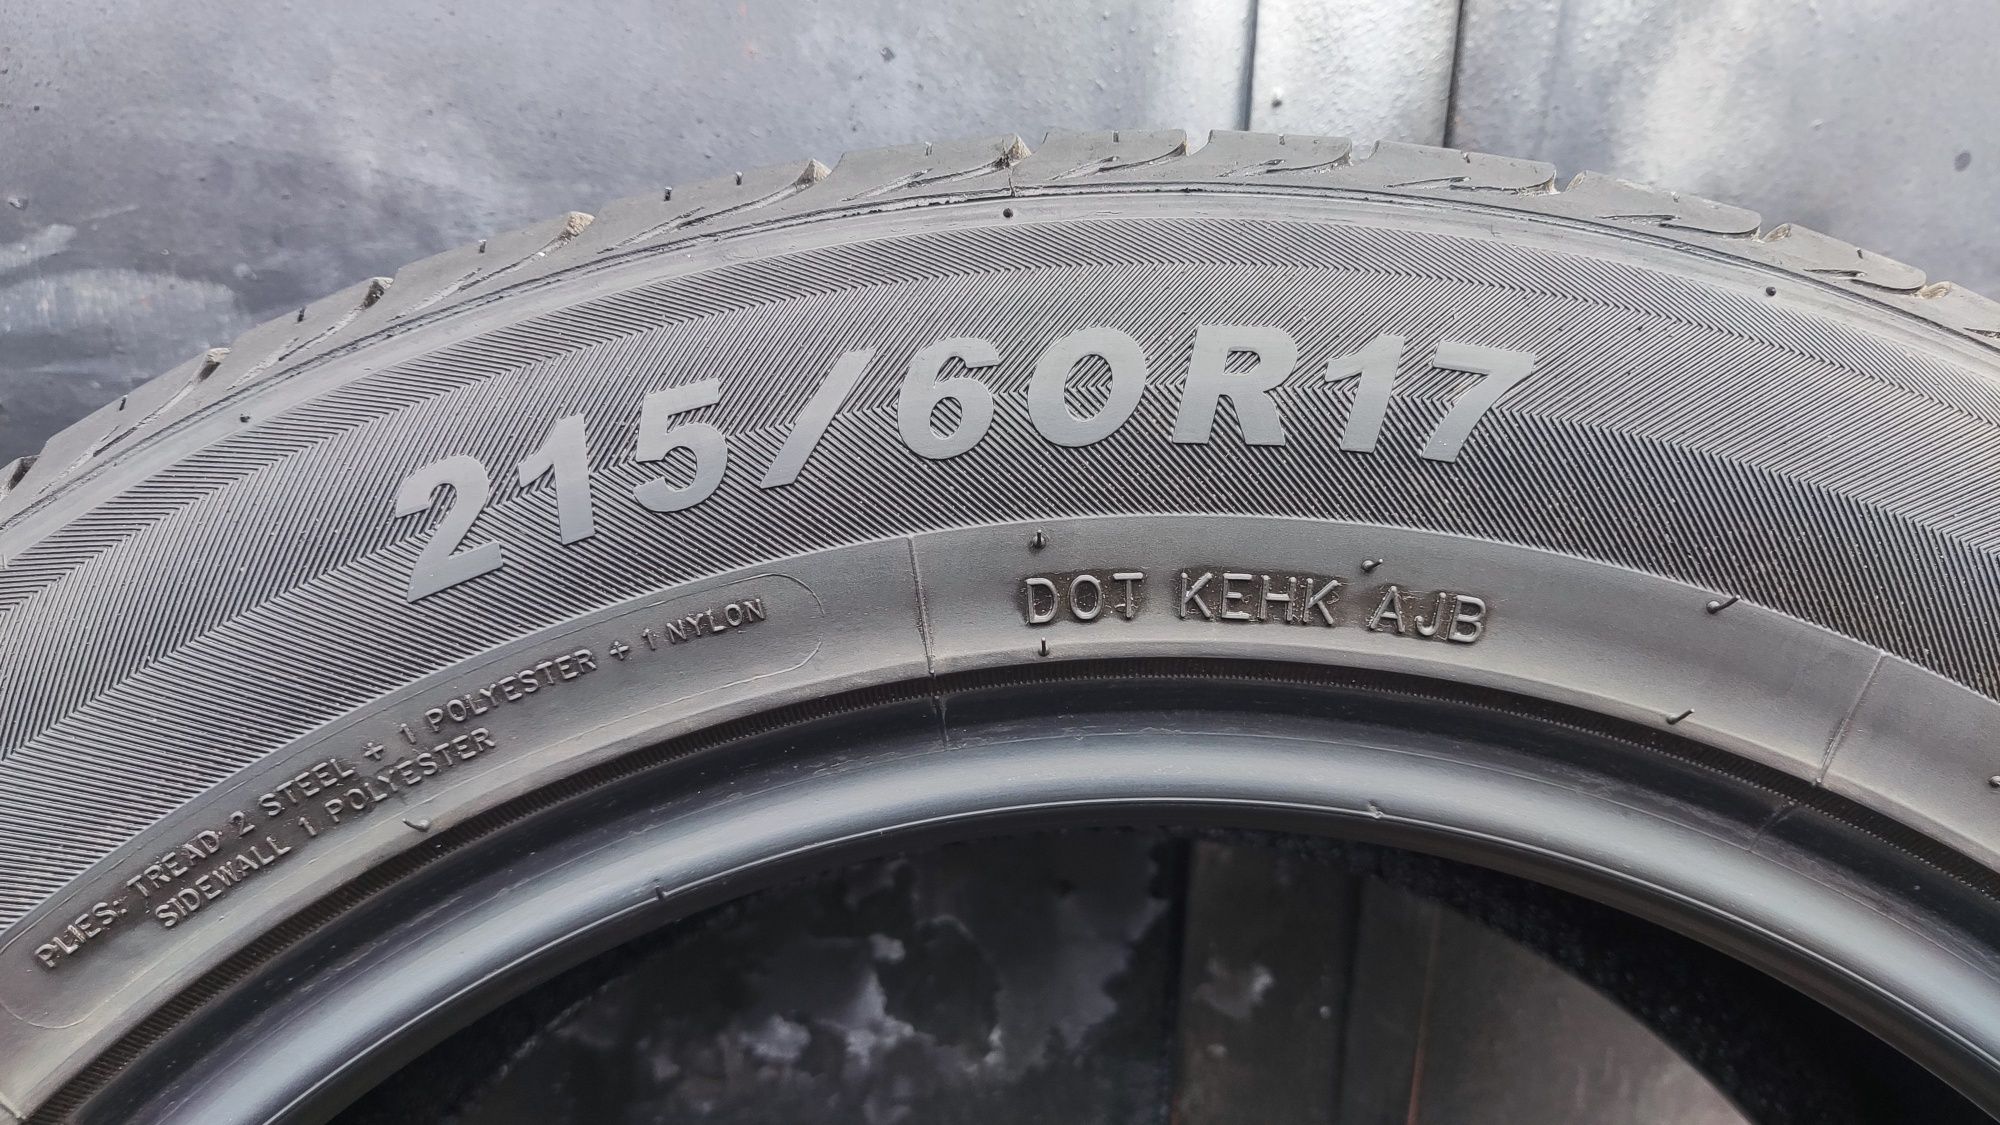 215/60R17
DOT KEHK AJB
PLIES: TREAD 2 STEEL + 1 POLYESTER + 1 NYLON
SIDEWALL 1 POLYESTER